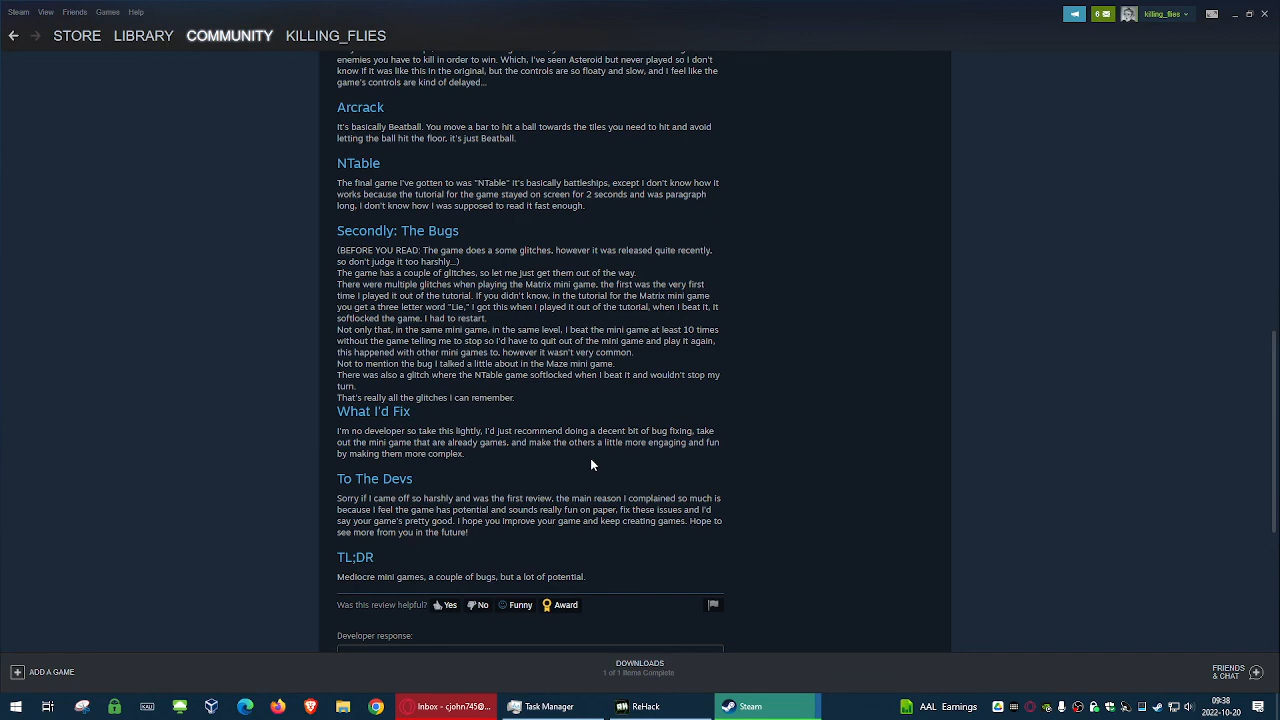 Steam View Friends Games Help
6 killing_flies
STORE LIBRARY COMMUNITY KILLING_FLIES
enemies you have to kill in order to win. Which, I've seen Asteroid but never played so I don't
know if it was like this in the original, but the controls are so floaty and slow, and I feel like the
game's controls are kind of delayed...
Arcrack
It's basically Beatball. You move a bar to hit a ball towards the tiles you need to hit and avoid
letting the ball hit the floor, it's just Beatball.
NTable
The final game I've gotten to was "NTable" It's basically battleships, except I don't know how it
works because the tutorial for the game stayed on screen for 2 seconds and was paragraph
long, I don't know how I was supposed to read it fast enough.
Secondly: The Bugs
(BEFORE YOU READ: The game does a some glitches, however it was released quite recently,
so don't judge it too harshly...)
The game has a couple of glitches, so let me just get them out of the way.
There were multiple glitches when playing the Matrix mini game, the first was the very first
time I played it out of the tutorial. If you didn't know, in the tutorial for the Matrix mini game
you get a three letter word "Lie," I got this when I played it out of the tutorial, when I beat it, it
softlocked the game. I had to restart.
Not only that, in the same mini game, in the same level, I beat the mini game at least 10 times
without the game telling me to stop so I'd have to quit out of the mini game and play it again,
this happened with other mini games to, however it wasn't very common.
Not to mention the bug I talked a little about in the Maze mini game.
There was also a glitch where the NTable game softlocked when I beat it and wouldn't stop my
turn.
That's really all the glitches I can remember.
What I'd Fix
I'm no developer so take this lightly, I'd just recommend doing a decent bit of bug fixing, take
out the mini game that are already games, and make the others a little more engaging and fun
by making them more complex.
To The Devs
Sorry if I came off so harshly and was the first review, the main reason I complained so much is
because I feel the game has potential and sounds really fun on paper, fix these issues and I'd
say your game's pretty good. I hope you improve your game and keep creating games. Hope to
see more from you in the future!
TL;DR
Mediocre mini games, a couple of bugs, but a lot of potential.
Was this review helpful? Yes No Funny Award
Developer response:
ADD A GAME
DOWNLOADS
1 of 1 Items Complete
FRIENDS
& CHAT
Inbox - cjohn745@... Task Manager ReHack Steam AAL Earnings
09:38
2022-10-20